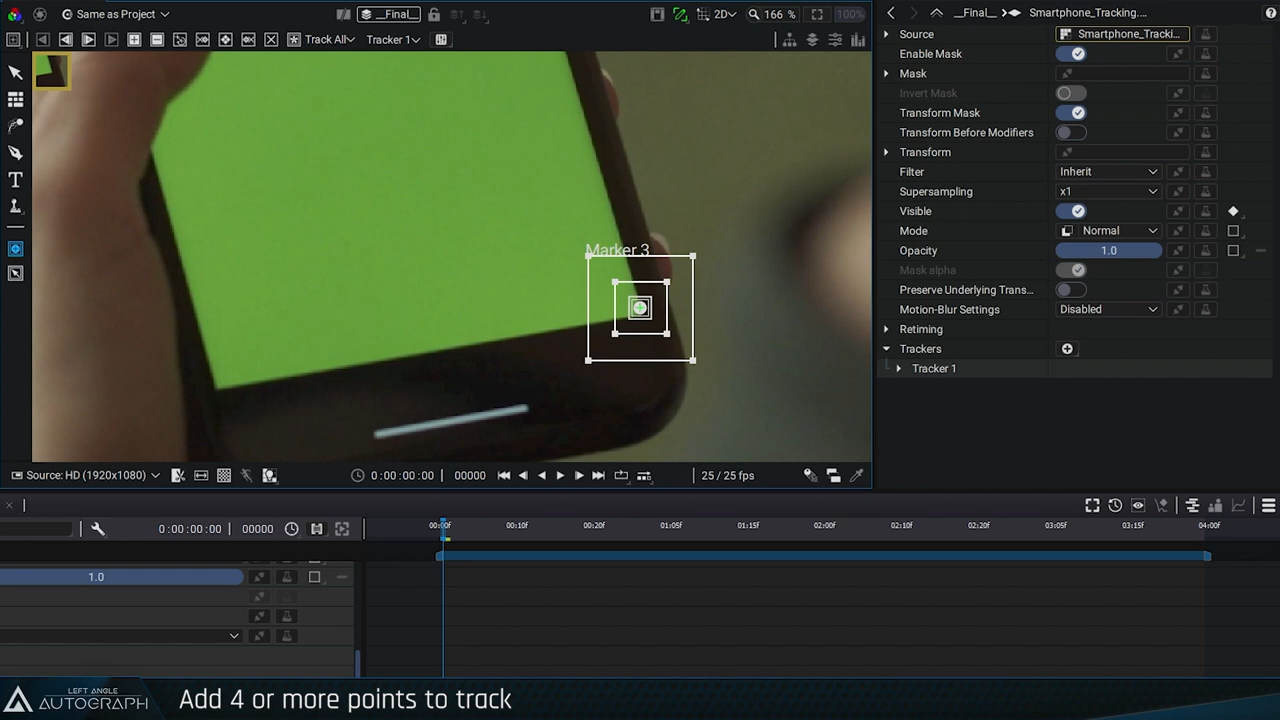 Same as Project
__Final__
2D
166 %
100%
__Final__
Smartphone_Tracking....
Track All
Tracker 1
Source
Smartphone_Tracki...
Enable Mask
Mask
Invert Mask
Transform Mask
Transform Before Modifiers
Transform
Filter
Inherit
Supersampling
x1
Visible
Mode
Normal
Opacity
1.0
Mask alpha
Preserve Underlying Trans...
Motion-Blur Settings
Disabled
Retiming
Trackers
Tracker 1
Marker 3
Source: HD (1920x1080)
0:00:00:00
00000
25 / 25 fps
0:00:00:00
00000
00:00f
00:10f
00:20f
01:05f
01:15f
02:00f
02:10f
02:20f
03:05f
03:15f
04:00f
1.0
LEFT ANGLE
AUTOGRAPH
Add 4 or more points to track